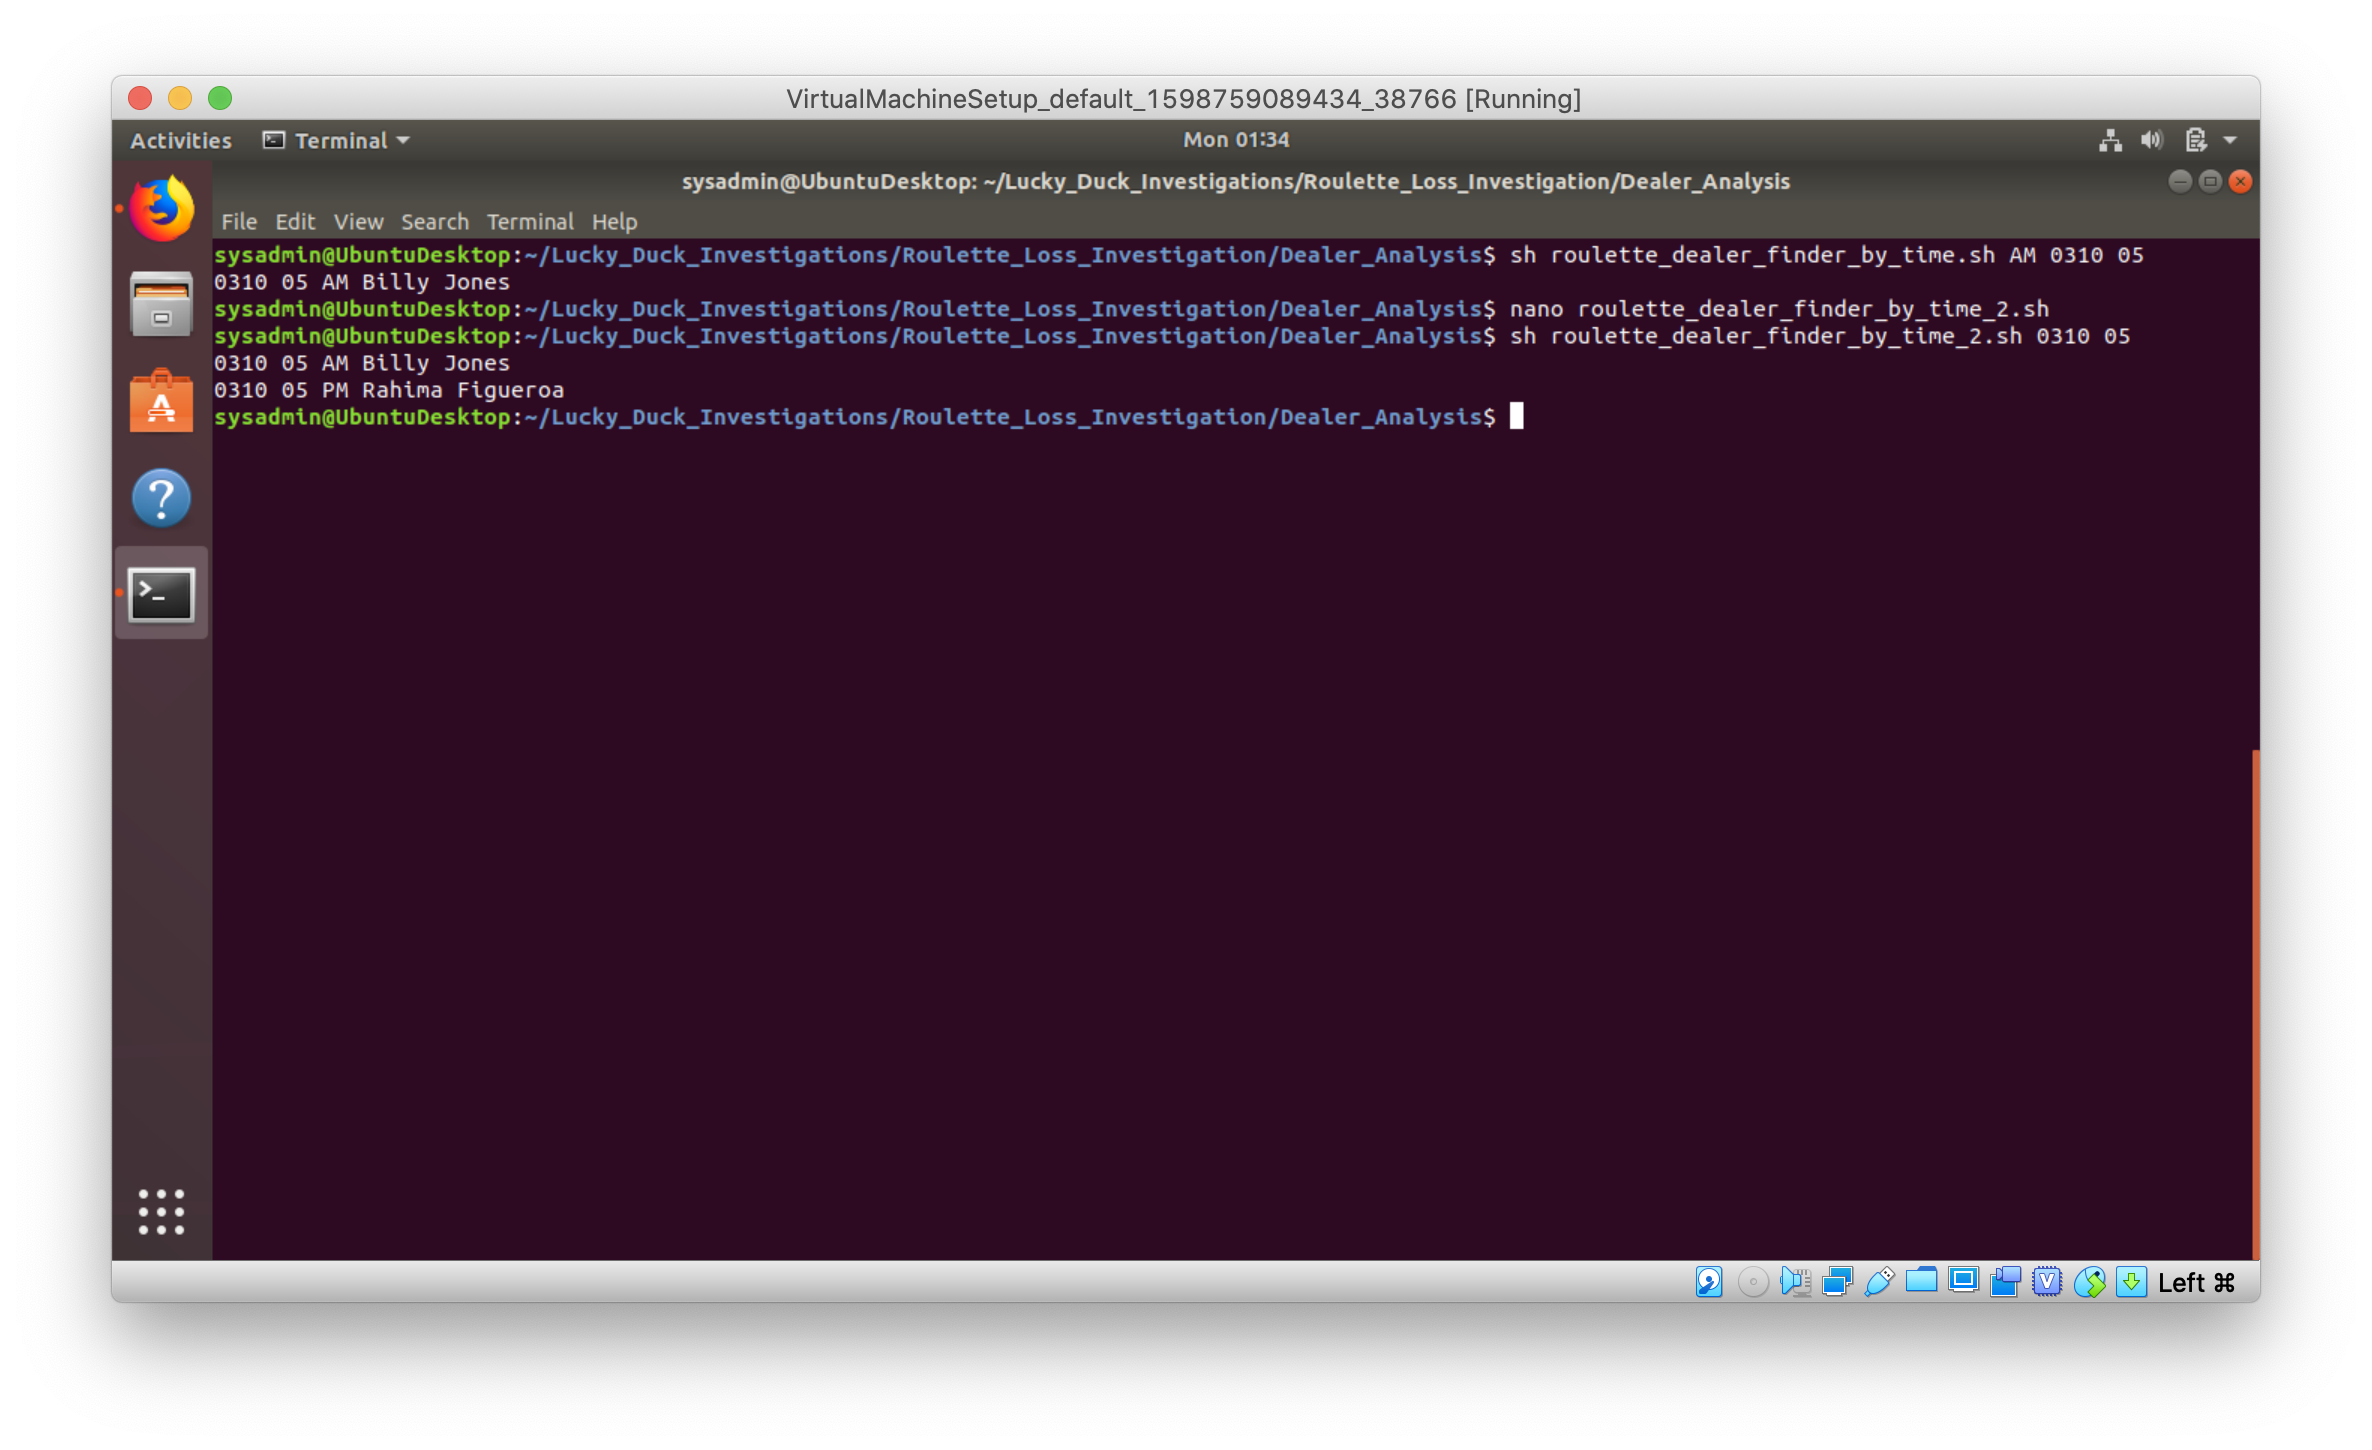 VirtualMachineSetup_default_1598759089434_38766 [Running]
Activities Terminal Mon 01:34
sysadmin@UbuntuDesktop: ~/Lucky_Duck_Investigations/Roulette_Loss_Investigation/Dealer_Analysis
File Edit View Search Terminal Help
sysadmin@UbuntuDesktop:~/Lucky_Duck_Investigations/Roulette_Loss_Investigation/Dealer_Analysis$ sh roulette_dealer_finder_by_time.sh AM 0310 05
0310 05 AM Billy Jones
sysadmin@UbuntuDesktop:~/Lucky_Duck_Investigations/Roulette_Loss_Investigation/Dealer_Analysis$ nano roulette_dealer_finder_by_time_2.sh
sysadmin@UbuntuDesktop:~/Lucky_Duck_Investigations/Roulette_Loss_Investigation/Dealer_Analysis$ sh roulette_dealer_finder_by_time_2.sh 0310 05
0310 05 AM Billy Jones
0310 05 PM Rahima Figueroa
sysadmin@UbuntuDesktop:~/Lucky_Duck_Investigations/Roulette_Loss_Investigation/Dealer_Analysis$
Left ⌘